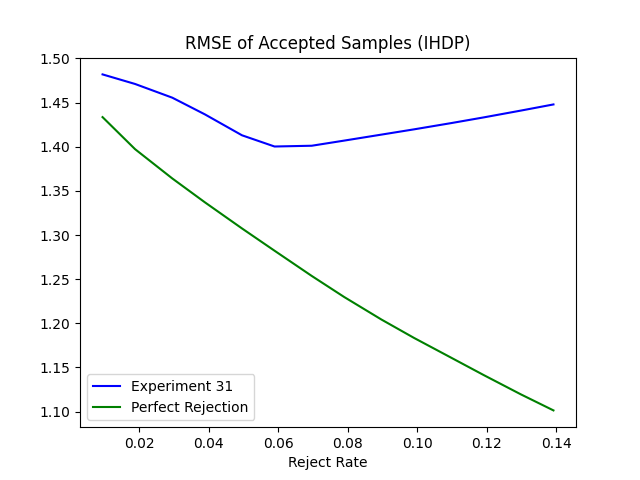 RMSE of Accepted Samples (IHDP)
1.50
1.45
1.40
1.35
1.30
1.25
1.20
1.15
1.10
Experiment 31
Perfect Rejection
0.02 0.04 0.06 0.08 0.10 0.12 0.14
Reject Rate